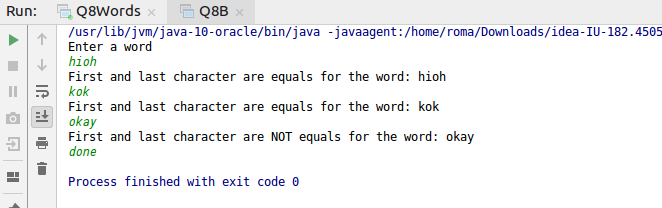 Run: Q8Words × Q8B ×
/usr/lib/jvm/java-10-oracle/bin/java -javaagent:/home/roma/Downloads/idea-IU-182.4505
Enter a word
hioh
First and last character are equals for the word: hioh
kok
First and last character are equals for the word: kok
okay
First and last character are NOT equals for the word: okay
done
Process finished with exit code 0